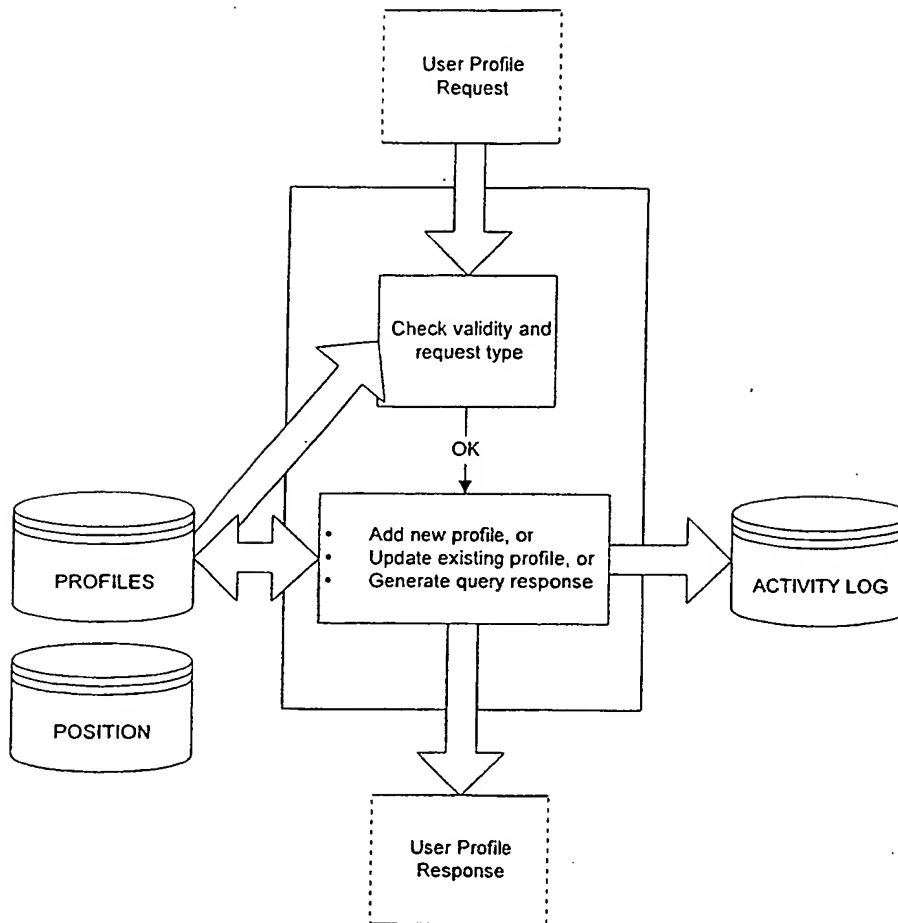 User Profile
Request
Check validity and
request type
OK
PROFILES
• Add new profile, or
• Update existing profile, or
• Generate query response
ACTIVITY LOG
POSITION
User Profile
Response